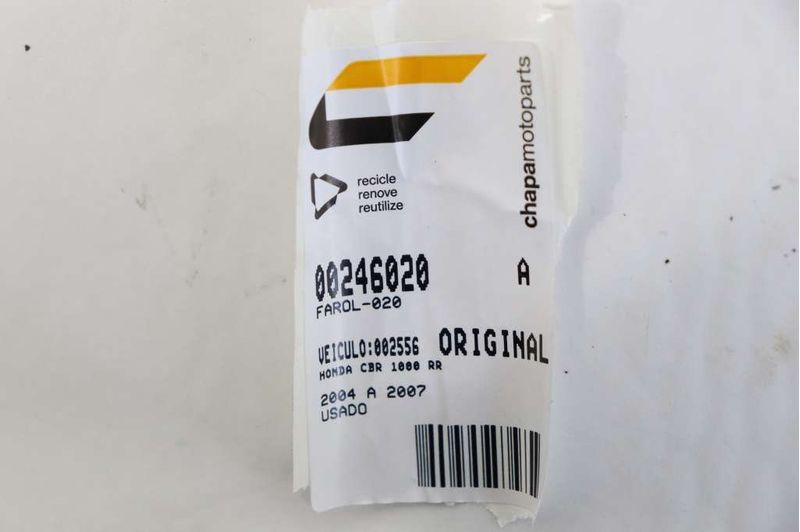 chapamotoparts
recicle
renove
reutilize
00246020 A
FAROL-020
VEICULO:002556 ORIGINAL
HONDA CBR 1000 RR
2004 A 2007
USADO